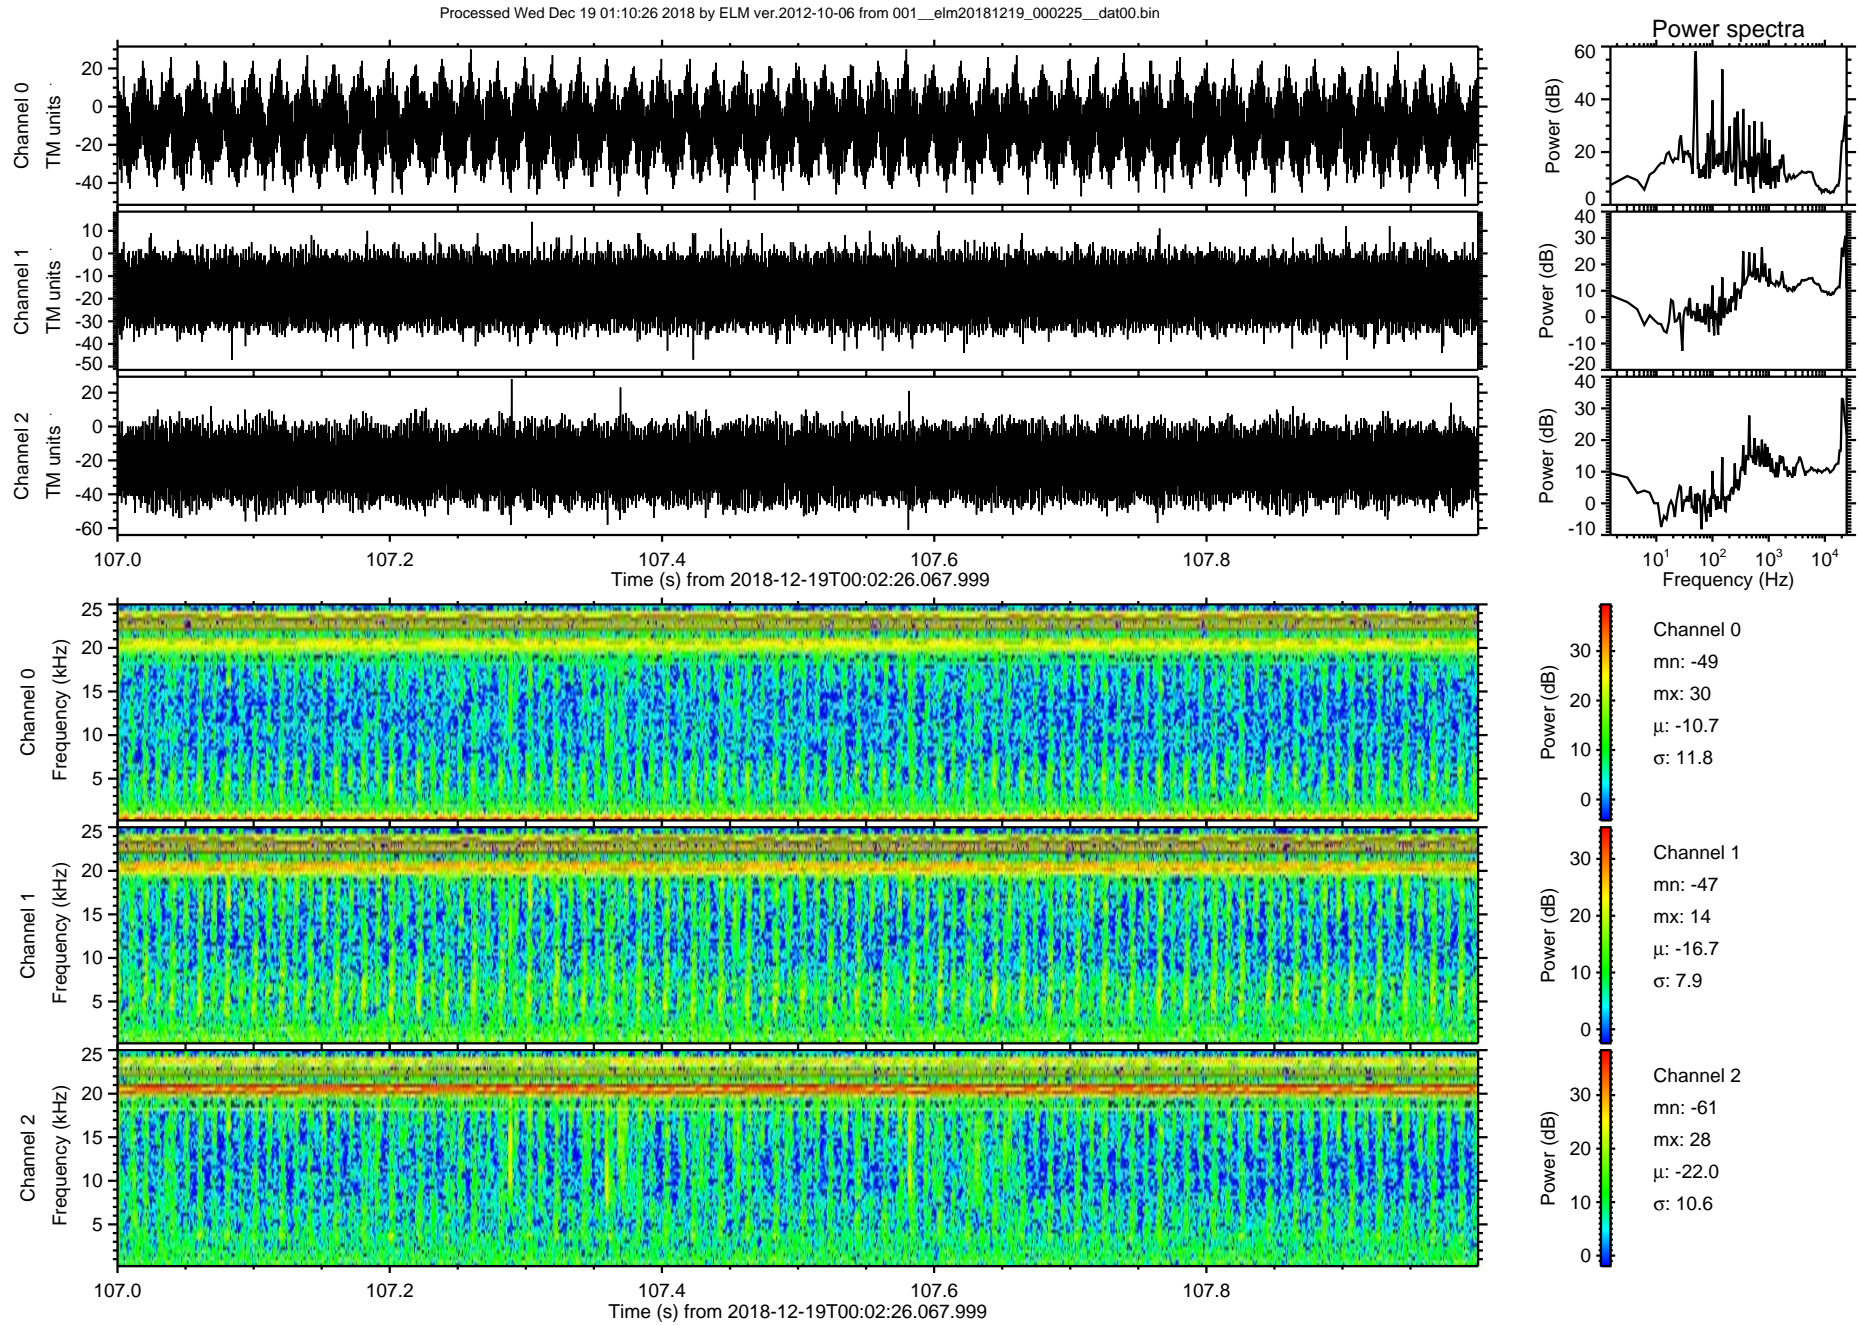 Processed Wed Dec 19 01:10:26 2018 by ELM ver.2012-10-06 from 001__elm20181219_000225__dat00.bin
Power spectra
Channel 0
TM units
20
0
-20
-40
Power (dB)
60
40
20
0
Channel 1
TM units
10
0
-10
-20
-30
-40
-50
Power (dB)
40
30
20
10
0
-10
-20
Channel 2
TM units
20
0
-20
-40
-60
Power (dB)
40
30
20
10
0
-10
107.0 107.2 107.4 107.6 107.8
Time (s) from 2018-12-19T00:02:26.067.999
10¹ 10² 10³ 10⁴
Frequency (Hz)
Channel 0
Frequency (kHz)
25
20
15
10
5
Power (dB)
30
20
10
0
Channel 0
mn: -49
mx: 30
μ: -10.7
σ: 11.8
Channel 1
Frequency (kHz)
25
20
15
10
5
Power (dB)
30
20
10
0
Channel 1
mn: -47
mx: 14
μ: -16.7
σ: 7.9
Channel 2
Frequency (kHz)
25
20
15
10
5
Power (dB)
30
20
10
0
Channel 2
mn: -61
mx: 28
μ: -22.0
σ: 10.6
107.0 107.2 107.4 107.6 107.8
Time (s) from 2018-12-19T00:02:26.067.999